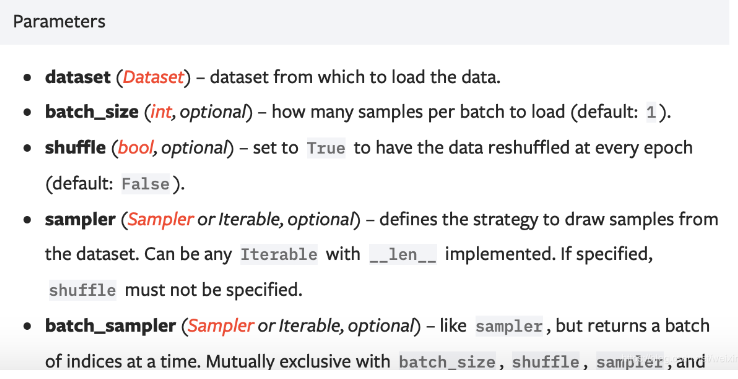 Parameters
• dataset (Dataset) – dataset from which to load the data.
• batch_size (int, optional) – how many samples per batch to load (default: 1).
• shuffle (bool, optional) – set to True to have the data reshuffled at every epoch
(default: False).
• sampler (Sampler or Iterable, optional) – defines the strategy to draw samples from
the dataset. Can be any Iterable with __len__ implemented. If specified,
shuffle must not be specified.
• batch_sampler (Sampler or Iterable, optional) – like sampler, but returns a batch
of indices at a time. Mutually exclusive with batch_size, shuffle, sampler, and